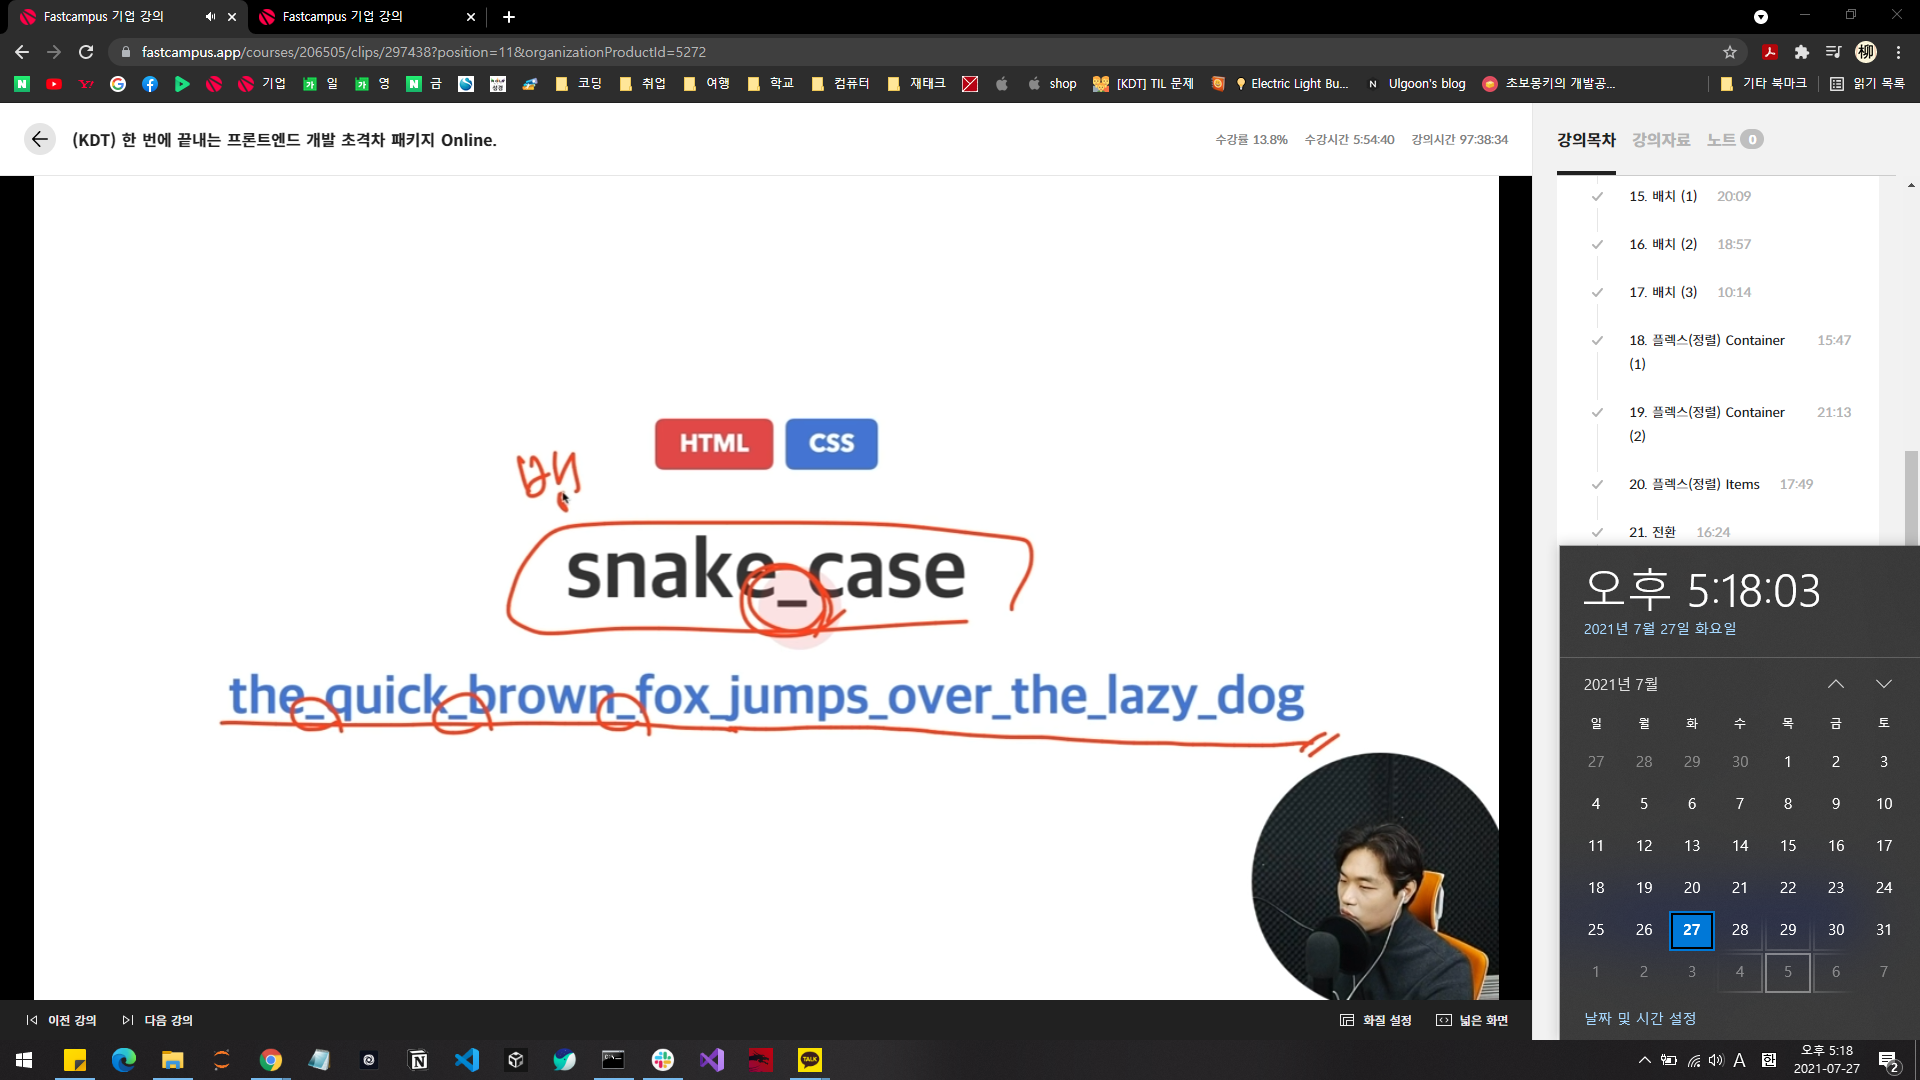 Fastcampus 기업 강의
Fastcampus 기업 강의
fastcampus.app/courses/206505/clips/297438?position=11&organizationProductId=5272
기업
일
영
금
코딩
취업
여행
학교
컴퓨터
재테크
shop
[KDT] TIL 문제
Electric Light Bu...
Ulgoon's blog
초보몽키의 개발공...
기타 북마크
읽기 목록
(KDT) 한 번에 끝내는 프론트엔드 개발 초격차 패키지 Online.
수강률 13.8% 수강시간 5:54:40 강의시간 97:38:34
강의목차 강의자료 노트 0
HTML CSS
뱀
snake_case
the_quick_brown_fox_jumps_over_the_lazy_dog
15. 배치 (1) 20:09
16. 배치 (2) 18:57
17. 배치 (3) 10:14
18. 플렉스(정렬) Container 15:47
(1)
19. 플렉스(정렬) Container 21:13
(2)
20. 플렉스(정렬) Items 17:49
21. 전환 16:24
오후 5:18:03
2021년 7월 27일 화요일
2021년 7월
일 월 화 수 목 금 토
27 28 29 30 1 2 3
4 5 6 7 8 9 10
11 12 13 14 15 16 17
18 19 20 21 22 23 24
25 26 27 28 29 30 31
1 2 3 4 5 6 7
날짜 및 시간 설정
이전 강의 다음 강의
화질 설정 넓은 화면
TALK
A 한
오후 5:18
2021-07-27
2